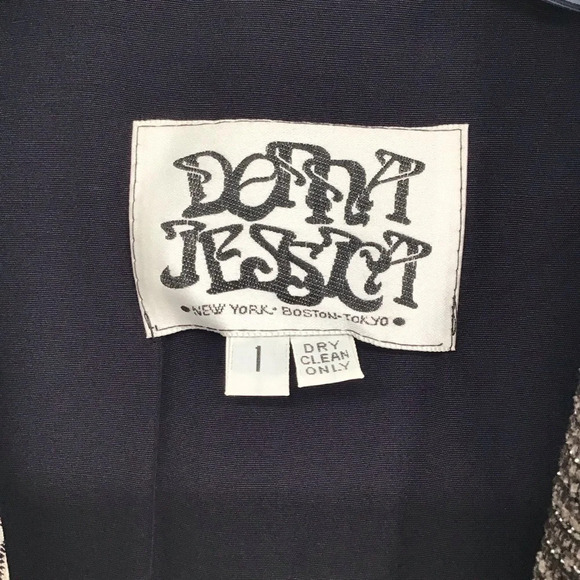 DONNA
JESSICA
• NEW YORK • BOSTON - TOKYO •
1
DRY
CLEAN
ONLY